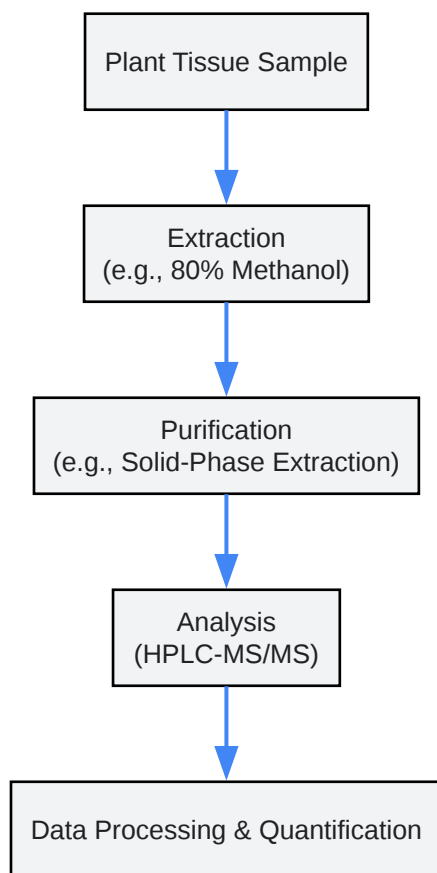 Plant Tissue Sample
Extraction
(e.g., 80% Methanol)
Purification
(e.g., Solid-Phase Extraction)
Analysis
(HPLC-MS/MS)
Data Processing & Quantification